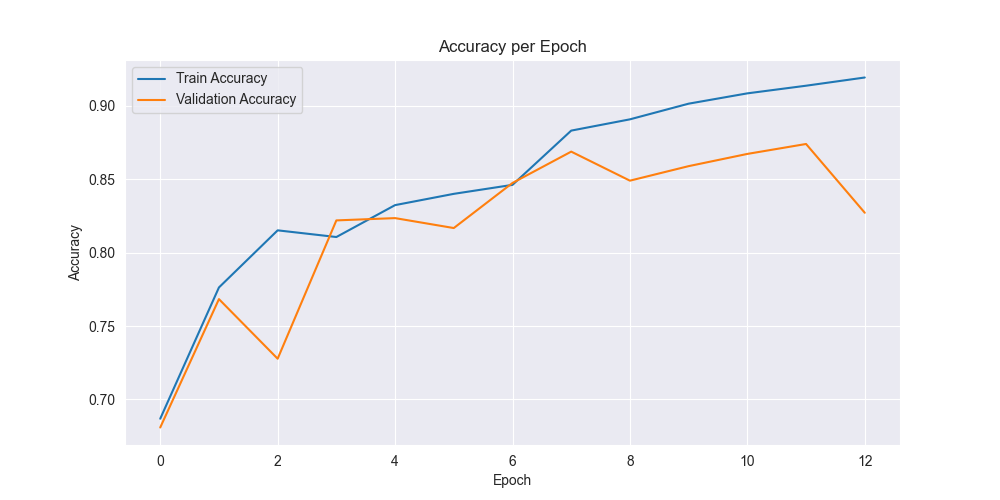 Accuracy per Epoch
Train Accuracy
Validation Accuracy
0.90
0.85
0.80
0.75
0.70
Accuracy
0 2 4 6 8 10 12
Epoch